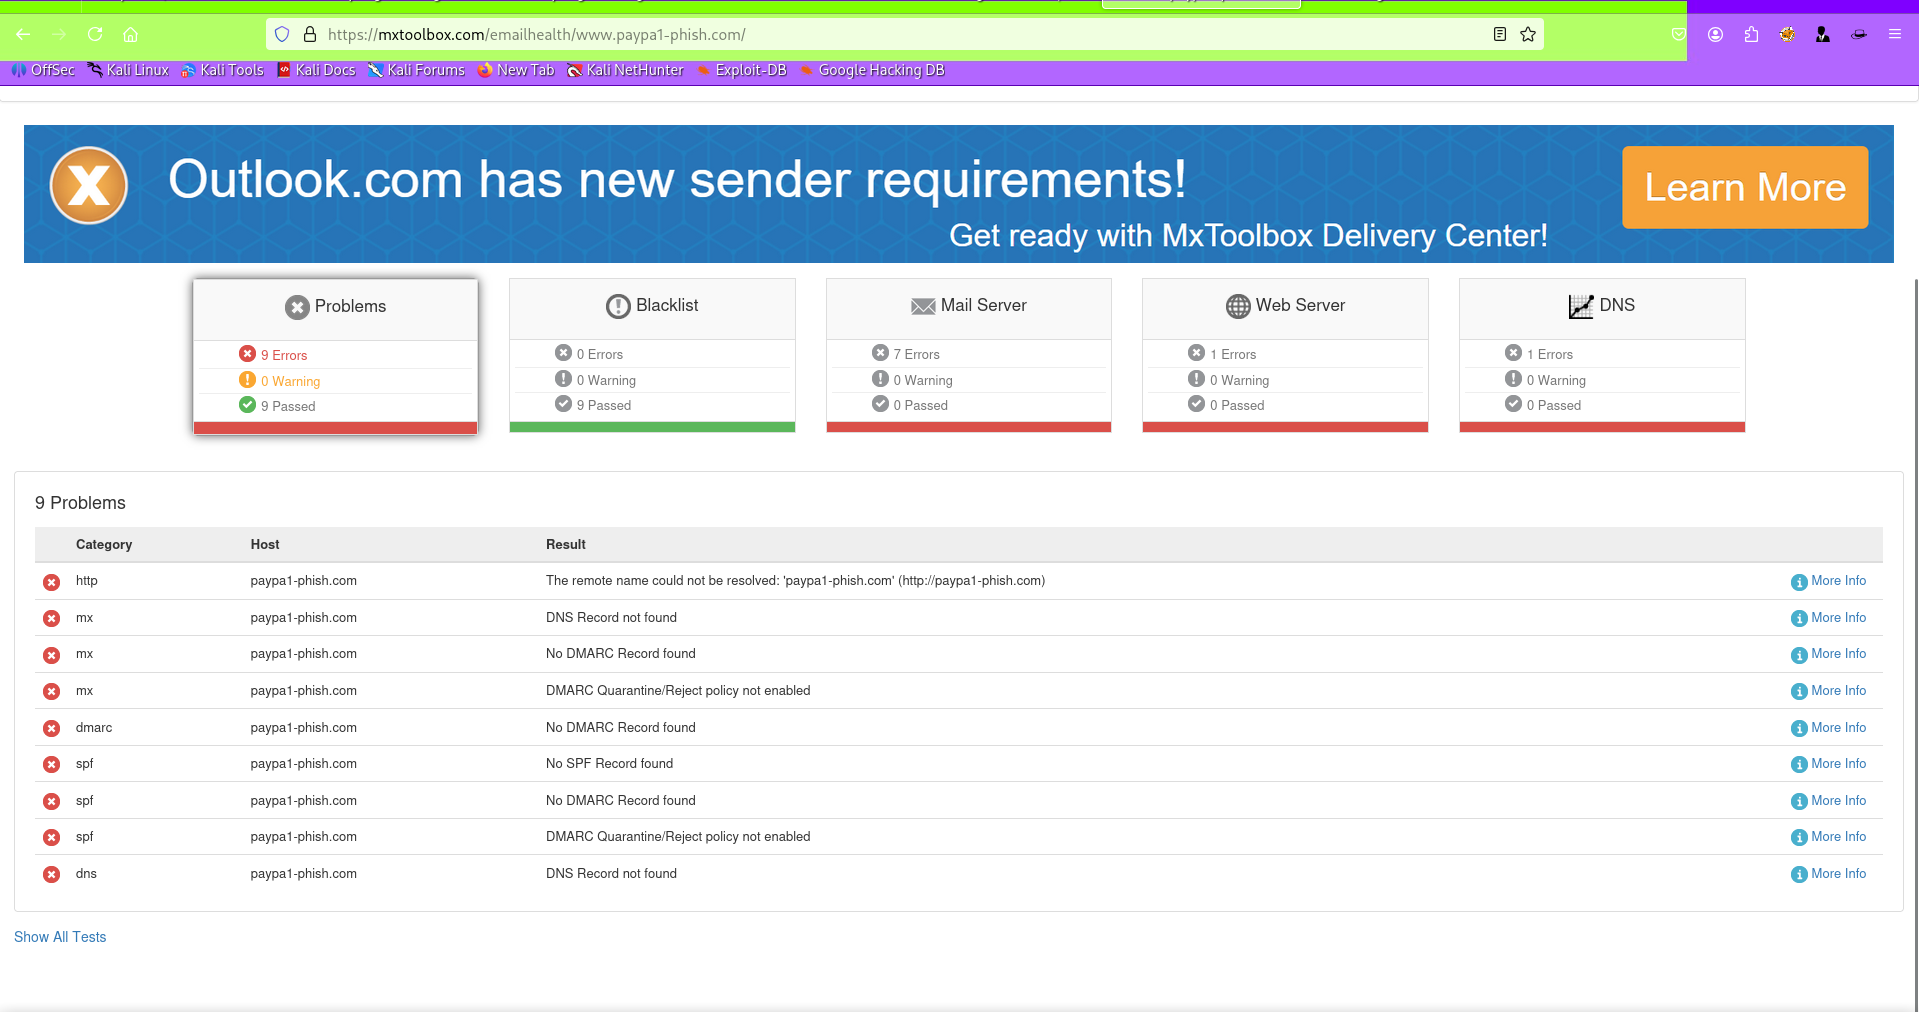 https://mxtoolbox.com/emailhealth/www.paypa1-phish.com/
OffSec Kali Linux Kali Tools Kali Docs Kali Forums New Tab Kali NetHunter Exploit-DB Google Hacking DB
Outlook.com has new sender requirements!
Get ready with MxToolbox Delivery Center!
Learn More
Problems
9 Errors
0 Warning
9 Passed
Blacklist
0 Errors
0 Warning
9 Passed
Mail Server
7 Errors
0 Warning
0 Passed
Web Server
1 Errors
0 Warning
0 Passed
DNS
1 Errors
0 Warning
0 Passed
9 Problems
Category Host Result
http paypa1-phish.com The remote name could not be resolved: 'paypa1-phish.com' (http://paypa1-phish.com) More Info
mx paypa1-phish.com DNS Record not found More Info
mx paypa1-phish.com No DMARC Record found More Info
mx paypa1-phish.com DMARC Quarantine/Reject policy not enabled More Info
dmarc paypa1-phish.com No DMARC Record found More Info
spf paypa1-phish.com No SPF Record found More Info
spf paypa1-phish.com No DMARC Record found More Info
spf paypa1-phish.com DMARC Quarantine/Reject policy not enabled More Info
dns paypa1-phish.com DNS Record not found More Info
Show All Tests